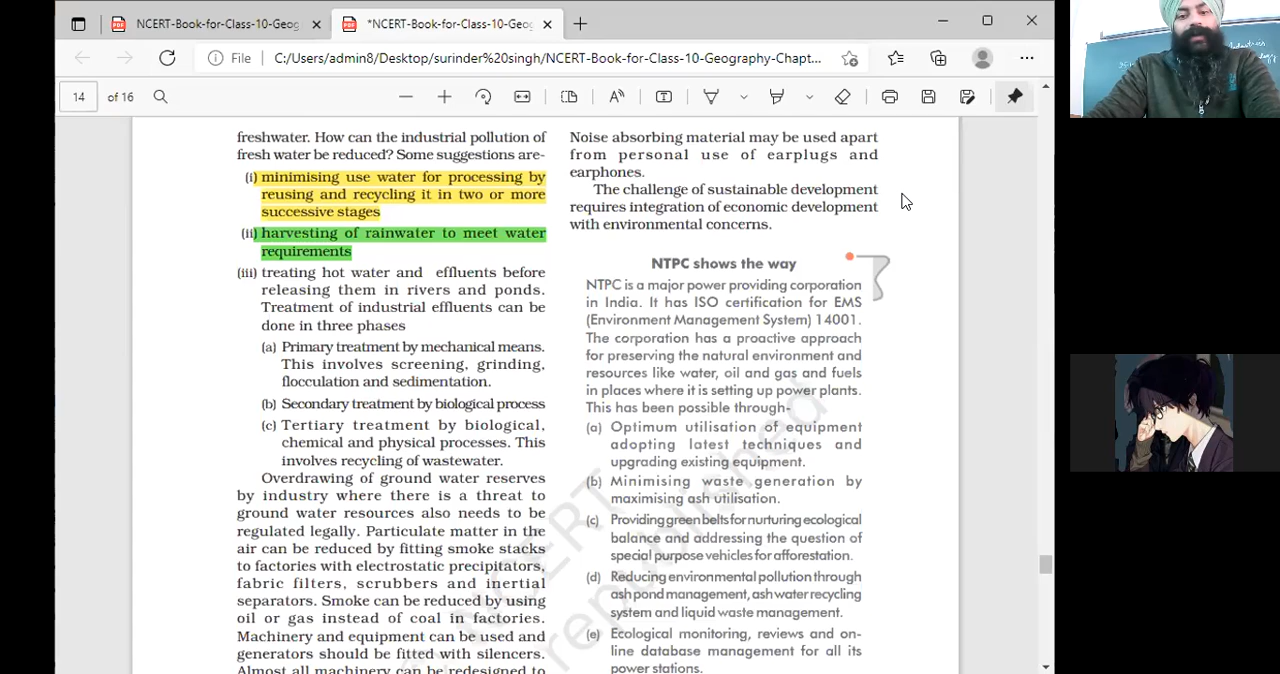 NCERT-Book-for-Class-10-Geog
*NCERT-Book-for-Class-10-Geog
File
C:/Users/admin8/Desktop/surinder%20singh/NCERT-Book-for-Class-10-Geography-Chapt...
14 of 16
freshwater. How can the industrial pollution of
fresh water be reduced? Some suggestions are-
(i) minimising use water for processing by
reusing and recycling it in two or more
successive stages
(ii) harvesting of rainwater to meet water
requirements
(iii) treating hot water and effluents before
releasing them in rivers and ponds.
Treatment of industrial effluents can be
done in three phases
(a) Primary treatment by mechanical means.
This involves screening, grinding,
flocculation and sedimentation.
(b) Secondary treatment by biological process
(c) Tertiary treatment by biological,
chemical and physical processes. This
involves recycling of wastewater.
Overdrawing of ground water reserves
by industry where there is a threat to
ground water resources also needs to be
regulated legally. Particulate matter in the
air can be reduced by fitting smoke stacks
to factories with electrostatic precipitators,
fabric filters, scrubbers and inertial
separators. Smoke can be reduced by using
oil or gas instead of coal in factories.
Machinery and equipment can be used and
generators should be fitted with silencers.
Almost all machinery can be redesigned to
Noise absorbing material may be used apart
from personal use of earplugs and
earphones.
The challenge of sustainable development
requires integration of economic development
with environmental concerns.
NTPC shows the way
NTPC is a major power providing corporation
in India. It has ISO certification for EMS
(Environment Management System) 14001.
The corporation has a proactive approach
for preserving the natural environment and
resources like water, oil and gas and fuels
in places where it is setting up power plants.
This has been possible through-
(a) Optimum utilisation of equipment
adopting latest techniques and
upgrading existing equipment.
(b) Minimising waste generation by
maximising ash utilisation.
(c) Providing green belts for nurturing ecological
balance and addressing the question of
special purpose vehicles for afforestation.
(d) Reducing environmental pollution through
ash pond management, ash water recycling
system and liquid waste management.
(e) Ecological monitoring, reviews and on-
line database management for all its
power stations.
NCERT
republished